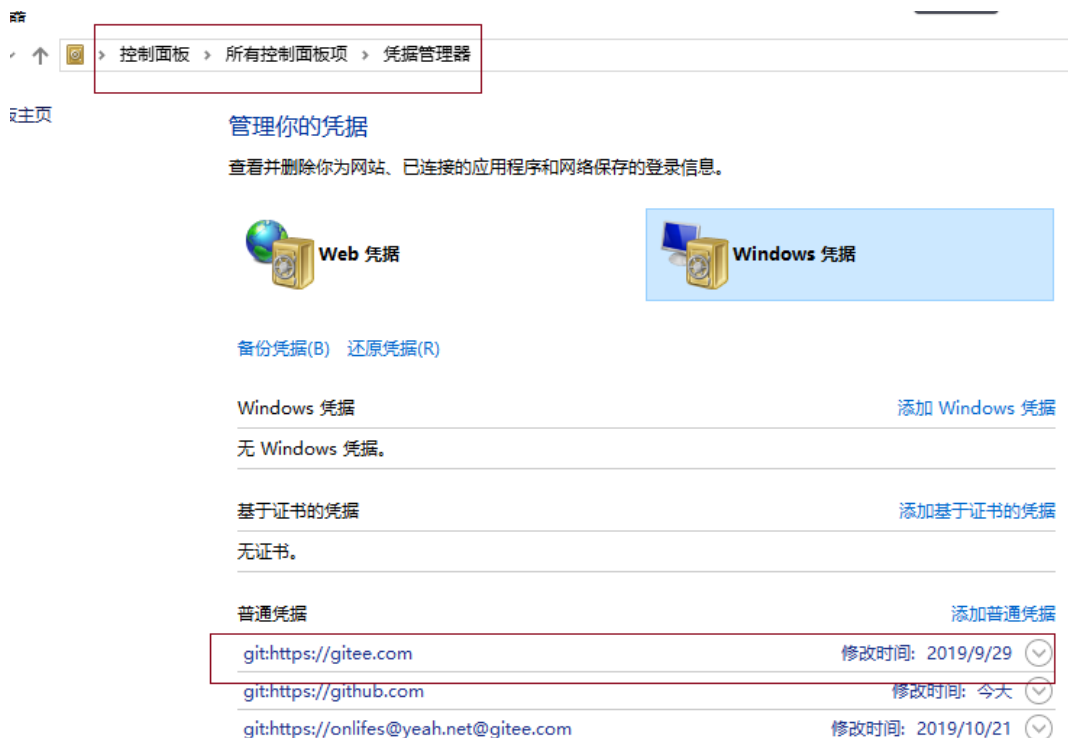 控制面板 › 所有控制面板项 › 凭据管理器
主页
管理你的凭据
查看并删除你为网站、已连接的应用程序和网络保存的登录信息。
Web 凭据
Windows 凭据
备份凭据(B) 还原凭据(R)
Windows 凭据 添加 Windows 凭据
无 Windows 凭据。
基于证书的凭据 添加基于证书的凭据
无证书。
普通凭据 添加普通凭据
git:https://gitee.com 修改时间: 2019/9/29
git:https://github.com 修改时间: 今天
git:https://onlifes@yeah.net@gitee.com 修改时间: 2019/10/21